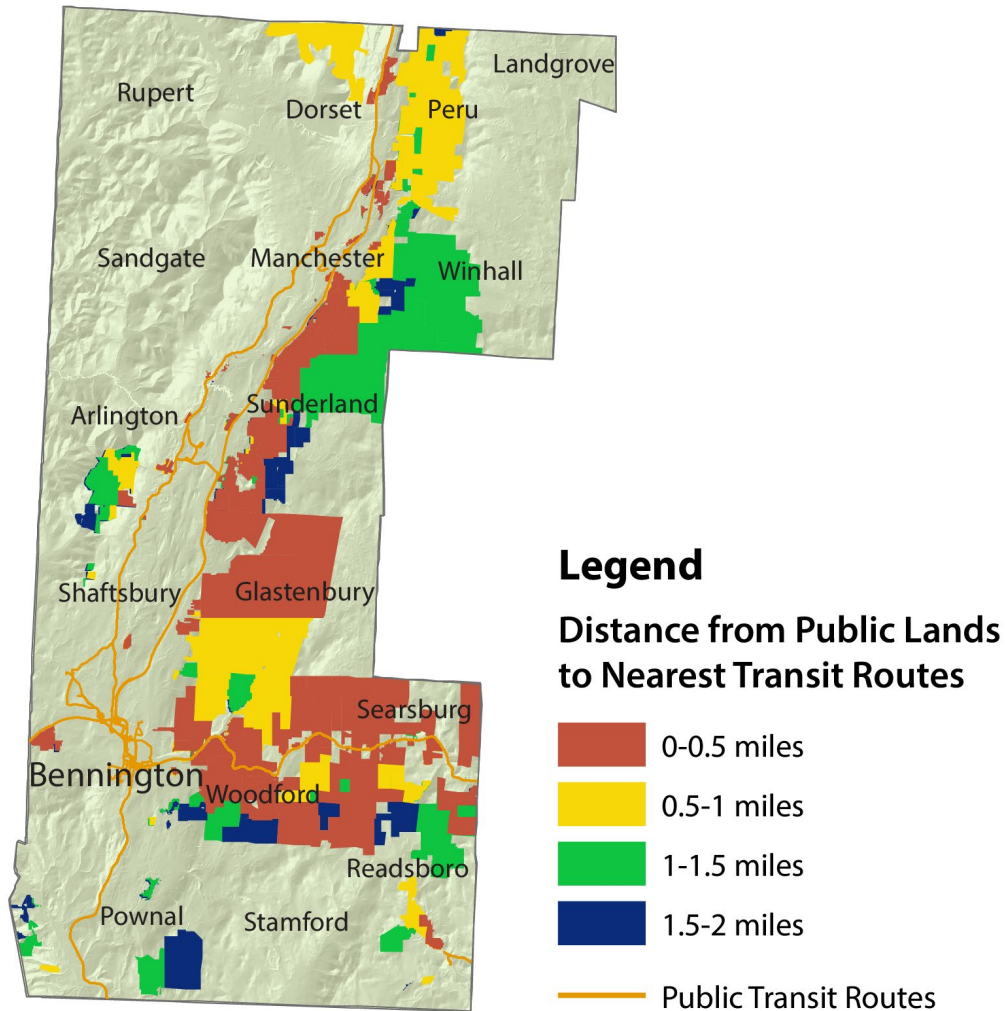 Landgrove
Rupert
Dorset
Peru
Sandgate
Manchester
Winhall
Arlington
Sunderland
Shaftsbury
Glastenbury
Searsburg
Bennington
Woodford
Readsboro
Pownal
Stamford
Legend
Distance from Public Lands
to Nearest Transit Routes
0-0.5 miles
0.5-1 miles
1-1.5 miles
1.5-2 miles
Public Transit Routes